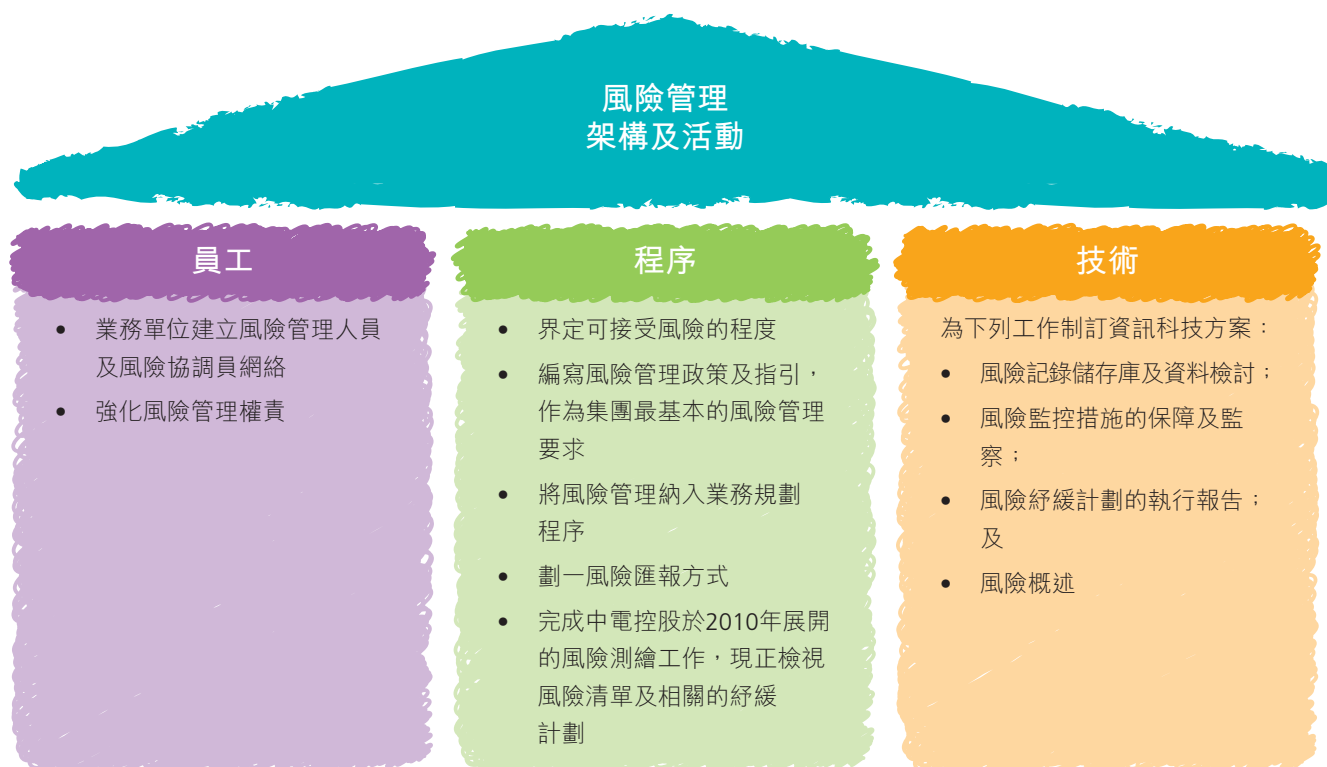 風險管理
架構及活動
員工
• 業務單位建立風險管理人員
及風險協調員網絡
• 強化風險管理權責
程序
• 界定可接受風險的程度
• 編寫風險管理政策及指引，
作為集團最基本的風險管理
要求
• 將風險管理納入業務規劃
程序
• 劃一風險匯報方式
• 完成中電控股於2010年展開
的風險測繪工作，現正檢視
風險清單及相關的紓緩
計劃
技術
為下列工作制訂資訊科技方案：
• 風險記錄儲存庫及資料檢討；
• 風險監控措施的保障及監
察；
• 風險紓緩計劃的執行報告；
及
• 風險概述